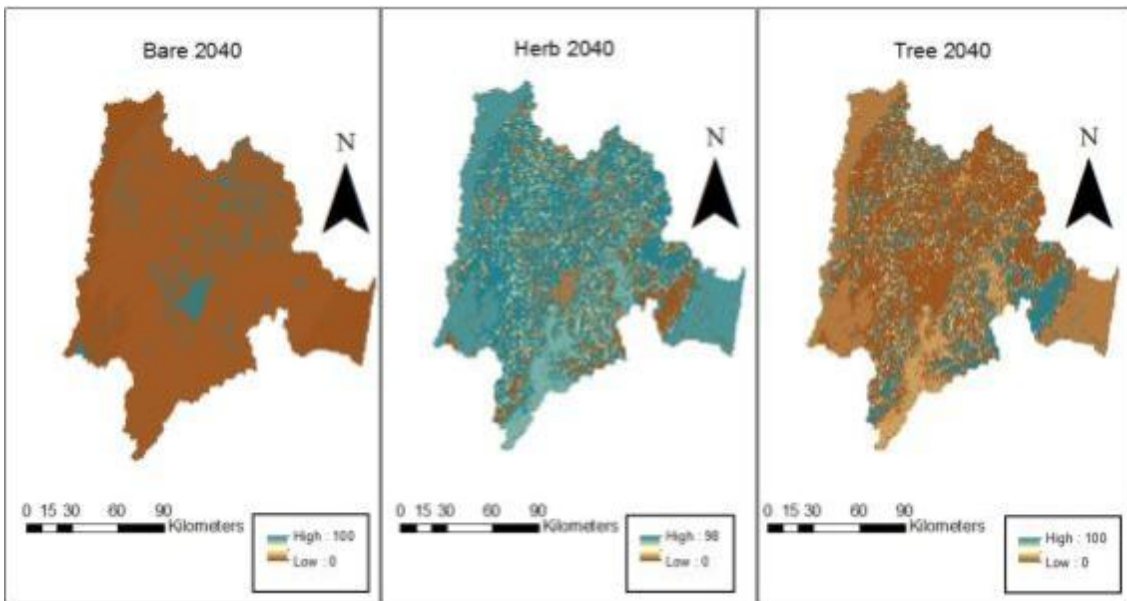 Bare 2040
N
0 15 30 60 90
Kilometers
High : 100
Low : 0
Herb 2040
N
0 15 30 60 90
Kilometers
High : 98
Low : 0
Tree 2040
N
0 15 30 60 90
Kilometers
High : 100
Low : 0